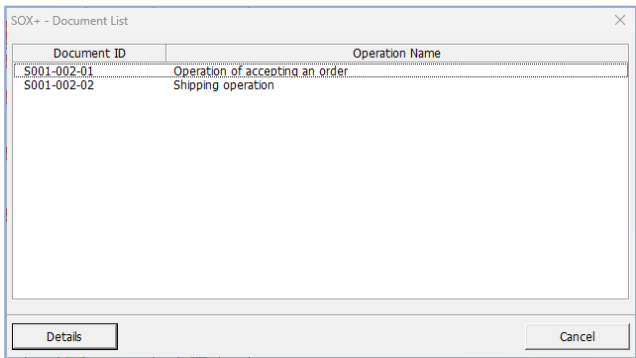 SOX+ - Document List
Document ID Operation Name
S001-002-01 Operation of accepting an order
S001-002-02 Shipping operation
Details Cancel